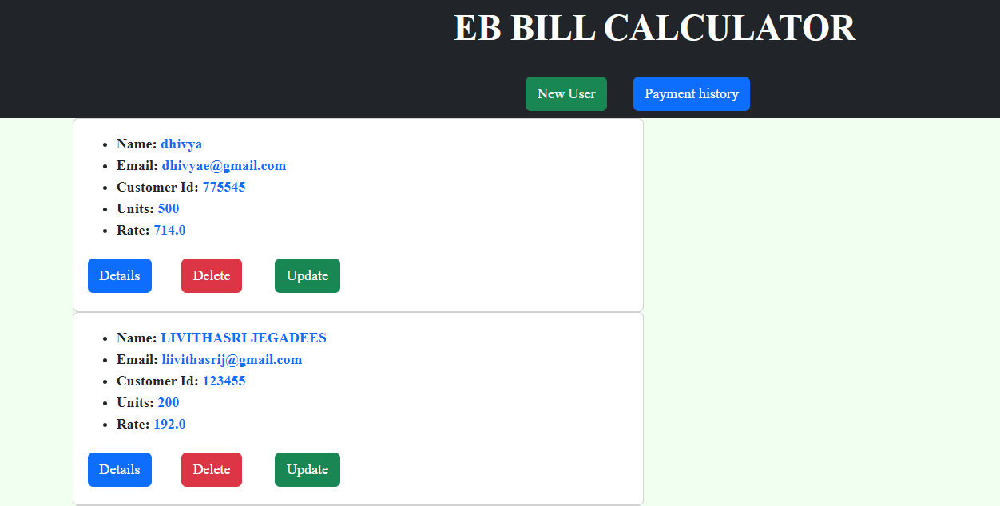 EB BILL CALCULATOR
New User Payment history
Name: dhivya
Email: dhivyae@gmail.com
Customer Id: 775545
Units: 500
Rate: 714.0
Details Delete Update
Name: LIVITHASRI JEGADEES
Email: liivithasrij@gmail.com
Customer Id: 123455
Units: 200
Rate: 192.0
Details Delete Update